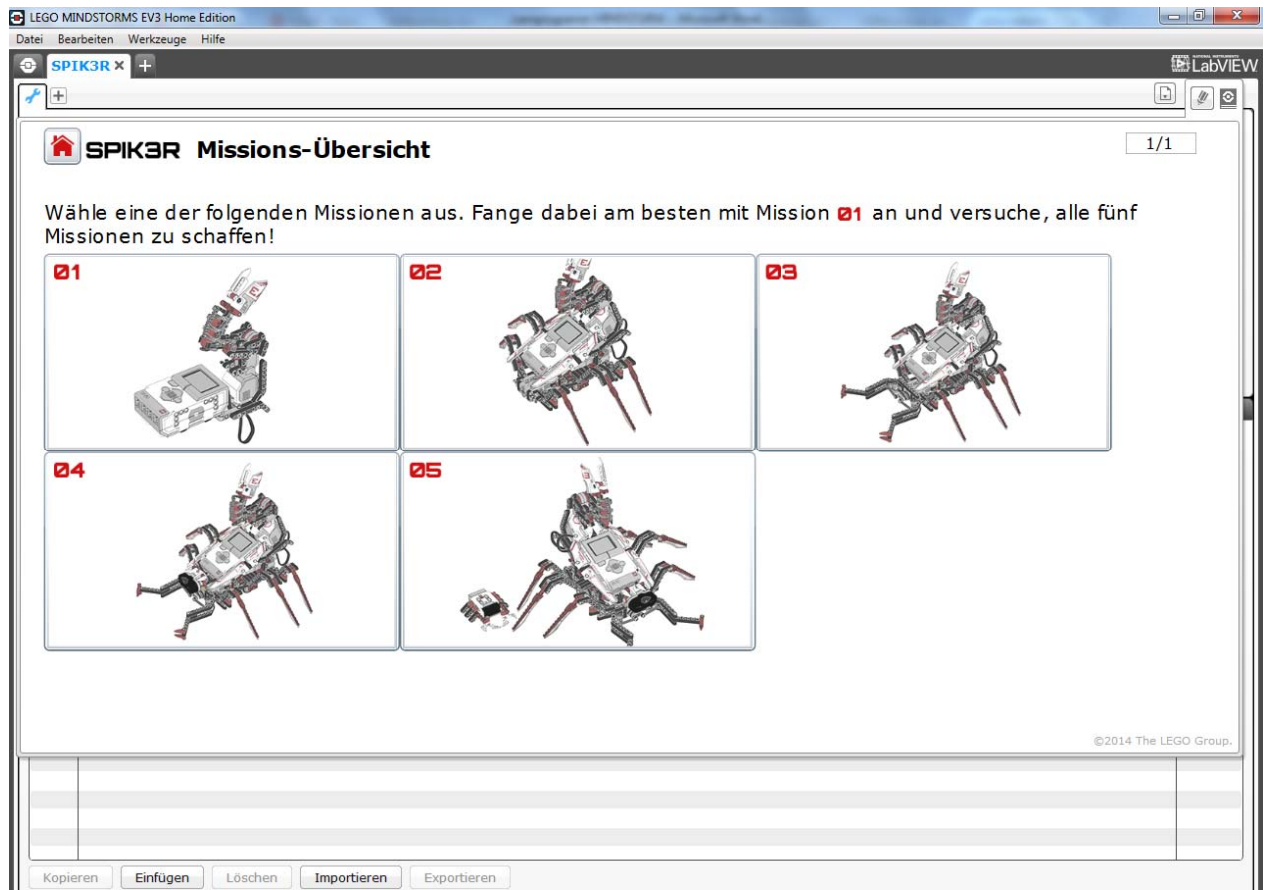 LEGO MINDSTORMS EV3 Home Edition
Datei Bearbeiten Werkzeuge Hilfe
SPIK3R
LabVIEW
SPIK3R Missions-Übersicht
1/1
Wähle eine der folgenden Missionen aus. Fange dabei am besten mit Mission 01 an und versuche, alle fünf
Missionen zu schaffen!
01
02
03
04
05
©2014 The LEGO Group.
Kopieren Einfügen Löschen Importieren Exportieren